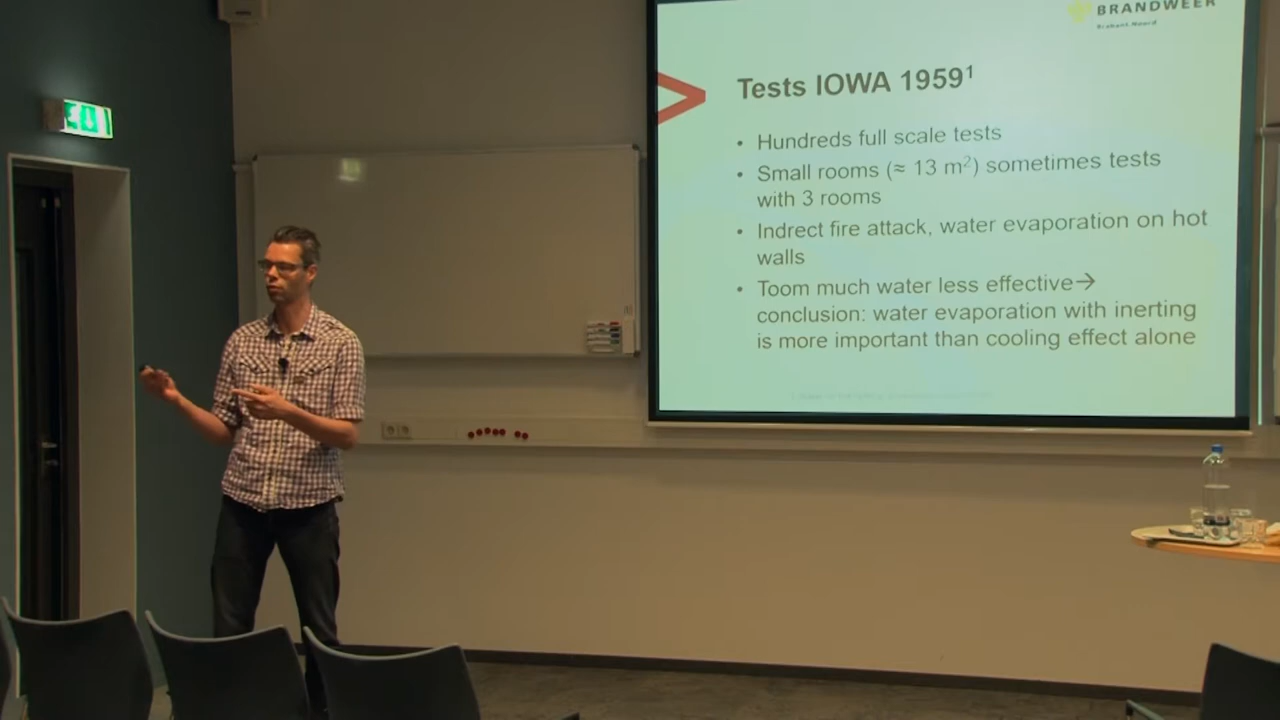 BRANDWEER
Brabant-Noord
Tests IOWA 1959¹
• Hundreds full scale tests
• Small rooms (≈ 13 m²) sometimes tests
with 3 rooms
• Indrect fire attack, water evaporation on hot
walls
• Toom much water less effective→
conclusion: water evaporation with inerting
is more important than cooling effect alone